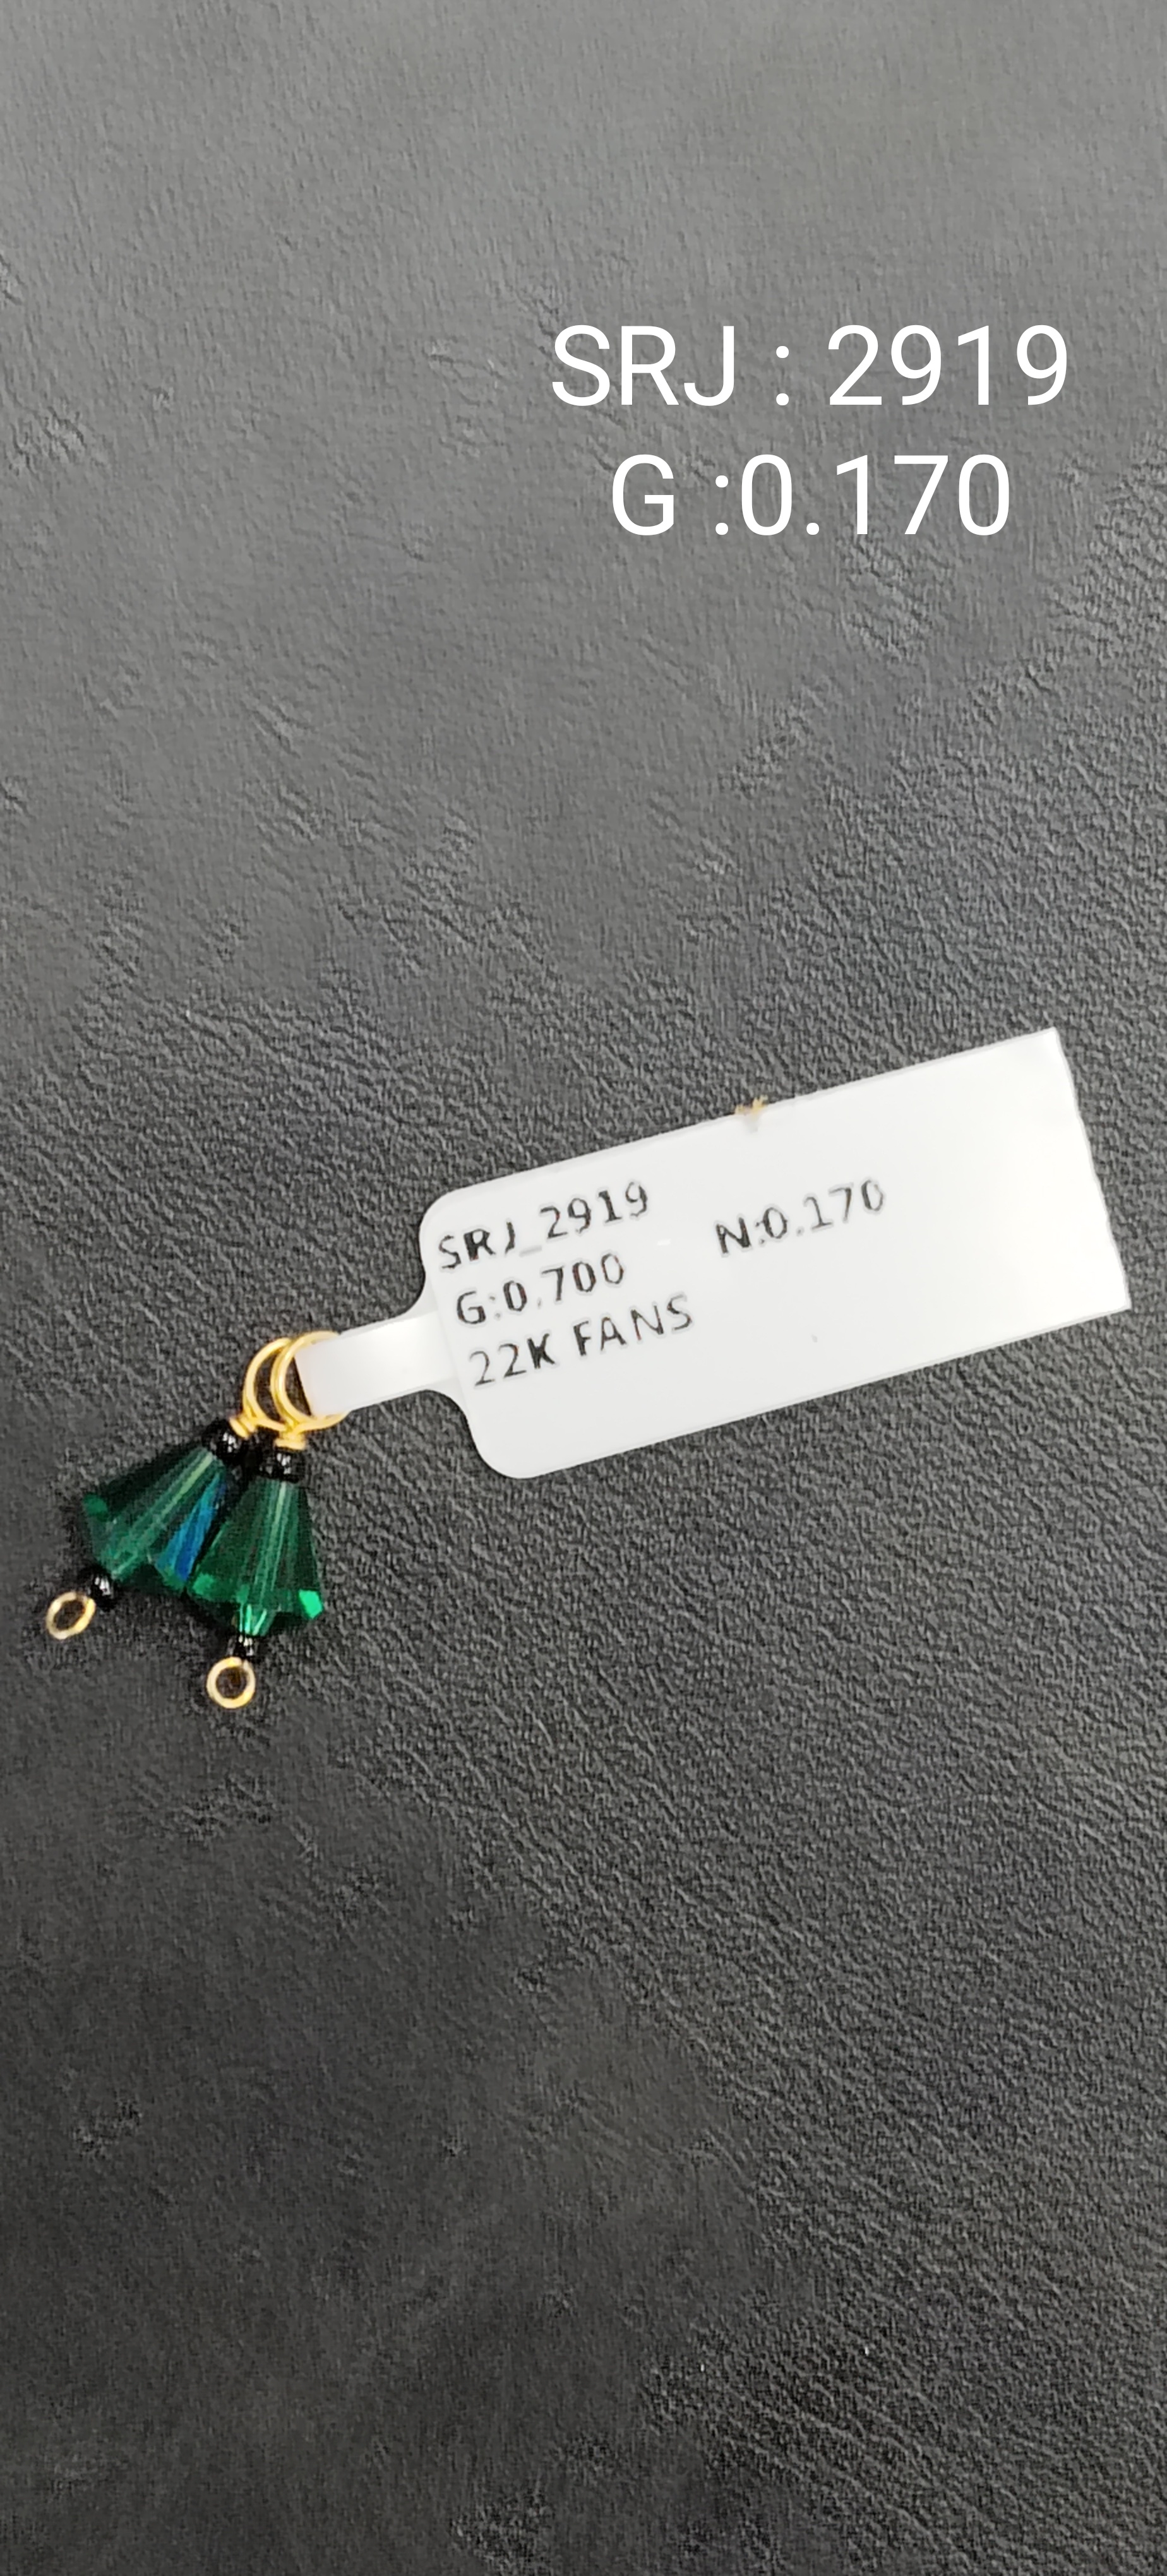 SRJ : 2919
G :0.170
SRJ_2919
G:0.700 N:0.170
22K FANS